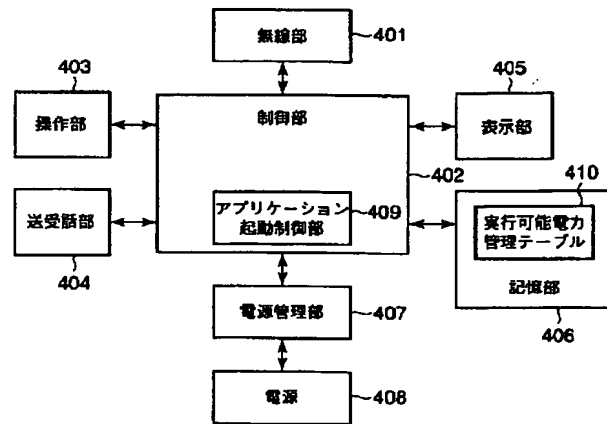 無線部
401
403
操作部
制御部
405
表示部
402
送受話部
404
アプリケーション
起動制御部
409
410
実行可能電力
管理テーブル
記憶部
406
電源管理部
407
電源
408